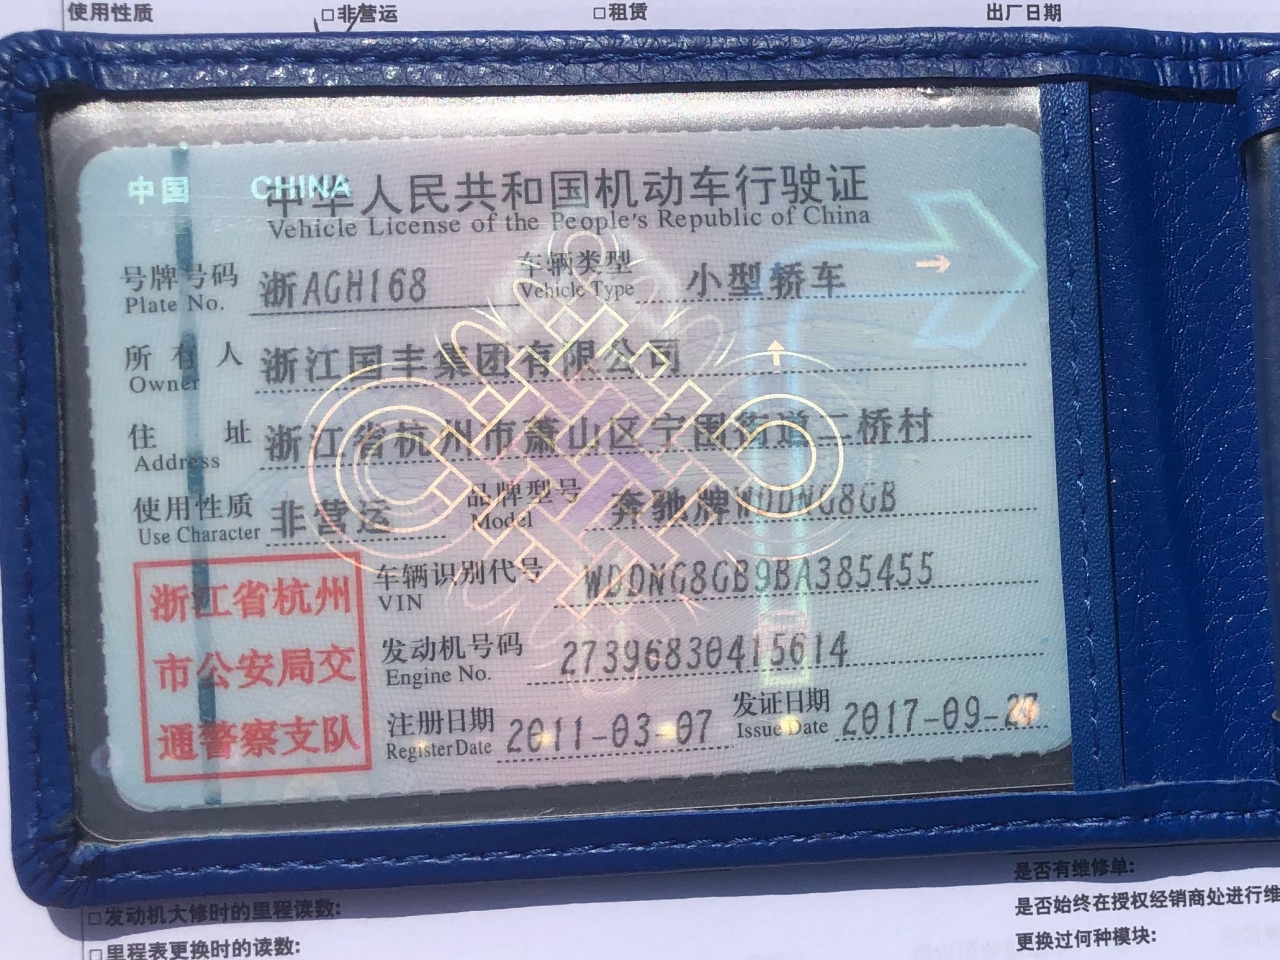 使用性质 □非营运 □租赁 出厂日期
中国 CHINA
中华人民共和国机动车行驶证
Vehicle License of the People's Republic of China
号牌号码 浙AGH168 车辆类型 小型轿车
Plate No. Vehicle Type
所有人 浙江国丰集团有限公司
Owner
住址 浙江省杭州市萧山区宁围街道二桥村
Address
使用性质 非营运 品牌型号 奔驰牌WDDNG8GB
Use Character Model
浙江省杭州
市公安局交
通警察支队
车辆识别代号 WDDNG8GB9BA385455
VIN
发动机号码 27396830415614
Engine No.
注册日期 2011-03-07 发证日期 2017-09-
Register Date Issue Date
是否有维修单:
□发动机大修时的里程读数: 是否始终在授权经销商处进行维
□里程表更换时的读数: 更换过何种模块: